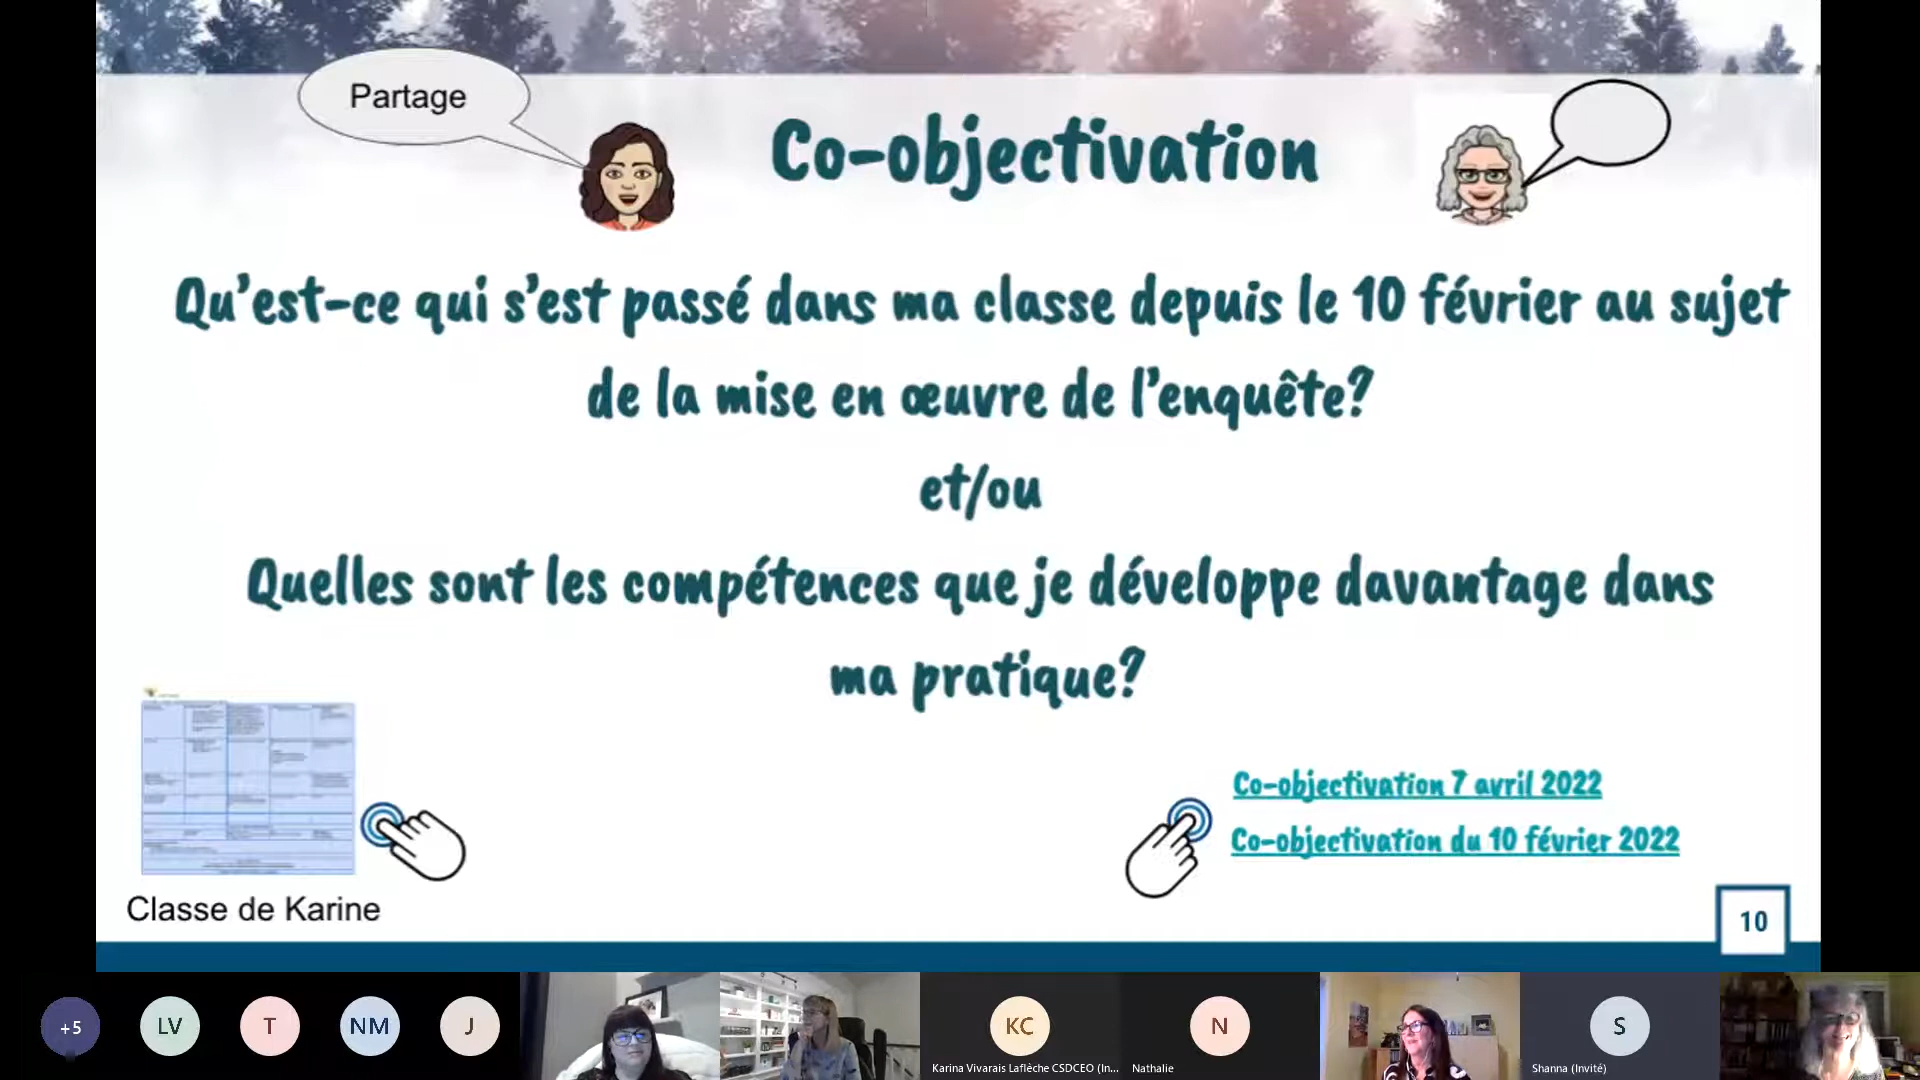 Partage
Co-objectivation
Qu'est-ce qui s'est passé dans ma classe depuis le 10 février au sujet
de la mise en œuvre de l'enquête?
et/ou
Quelles sont les compétences que je développe davantage dans
ma pratique?
Co-objectivation 7 avril 2022
Co-objectivation du 10 février 2022
Classe de Karine
10
+5
LV
T
NM
J
KC
Karina Vivarais Laflèche CSDCEO (In...
N
Nathalie
S
Shanna (Invité)